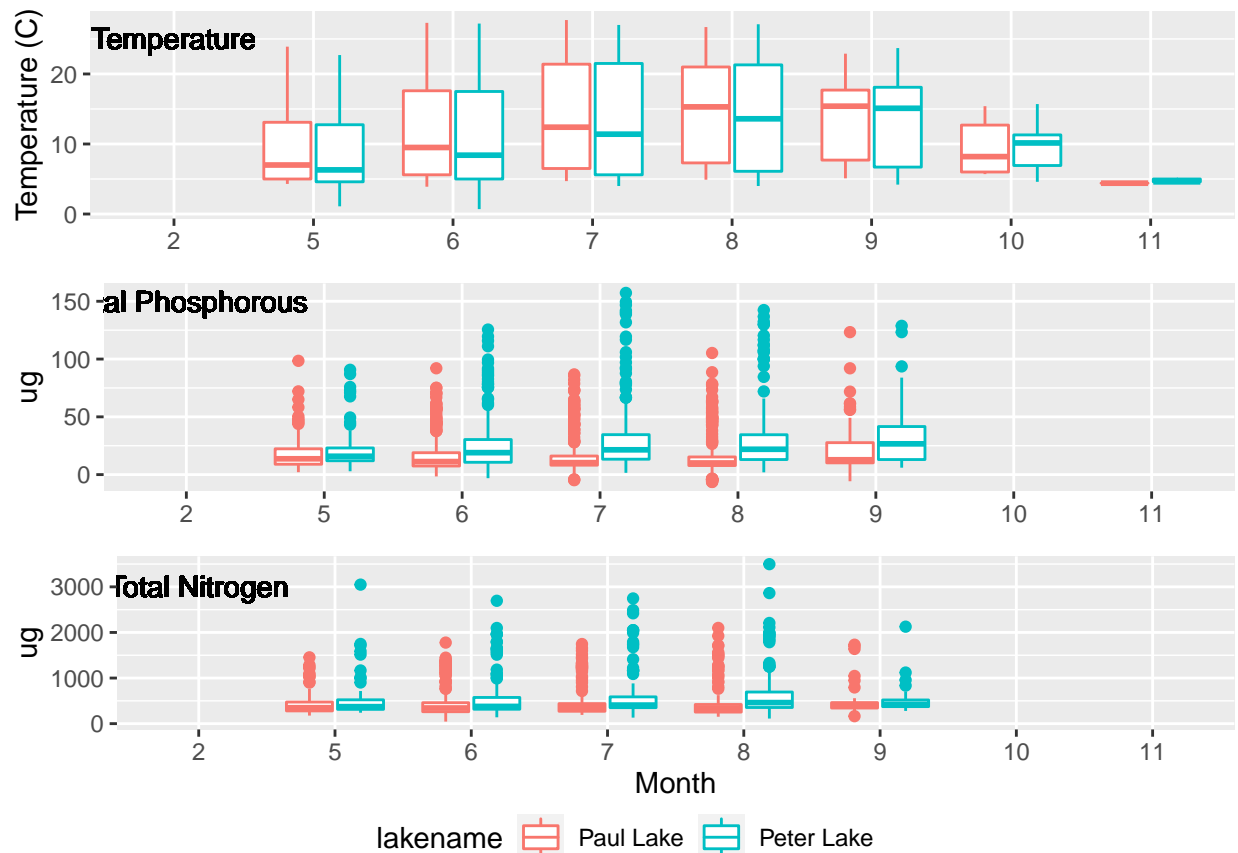 Temperature
Temperature (C)
20
10
0
2 5 6 7 8 9 10 11
al Phosphorous
ug
150
100
50
0
2 5 6 7 8 9 10 11
Total Nitrogen
ug
3000
2000
1000
0
2 5 6 7 8 9 10 11
Month
lakename Paul Lake Peter Lake